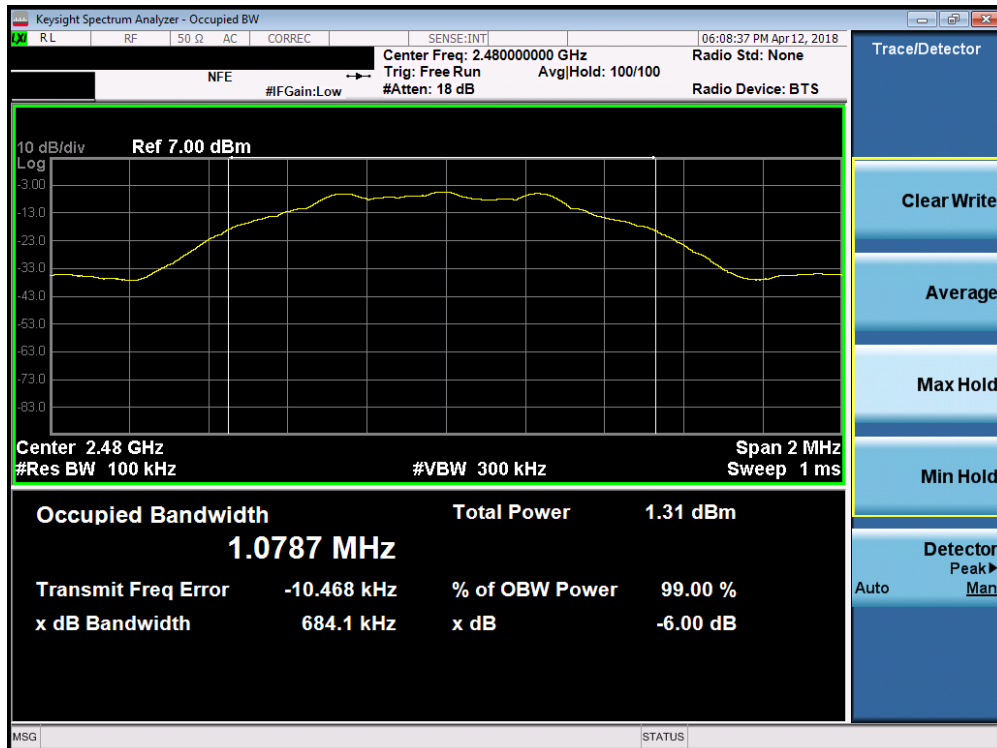 Keysight Spectrum Analyzer - Occupied BW
LXI RL RF 50 Ω AC CORREC SENSE:INT 06:08:37 PM Apr 12, 2018
Center Freq: 2.480000000 GHz Radio Std: None
NFE Trig: Free Run Avg|Hold: 100/100
#IFGain:Low #Atten: 18 dB Radio Device: BTS
Trace/Detector
10 dB/div Ref 7.00 dBm
Log
-3.00
-13.0
-23.0
-33.0
-43.0
-53.0
-63.0
-73.0
-83.0
Center 2.48 GHz Span 2 MHz
#Res BW 100 kHz #VBW 300 kHz Sweep 1 ms
Occupied Bandwidth Total Power 1.31 dBm
1.0787 MHz
Transmit Freq Error -10.468 kHz % of OBW Power 99.00 %
x dB Bandwidth 684.1 kHz x dB -6.00 dB
Clear Write
Average
Max Hold
Min Hold
Detector
Peak▶
Auto Man
MSG STATUS